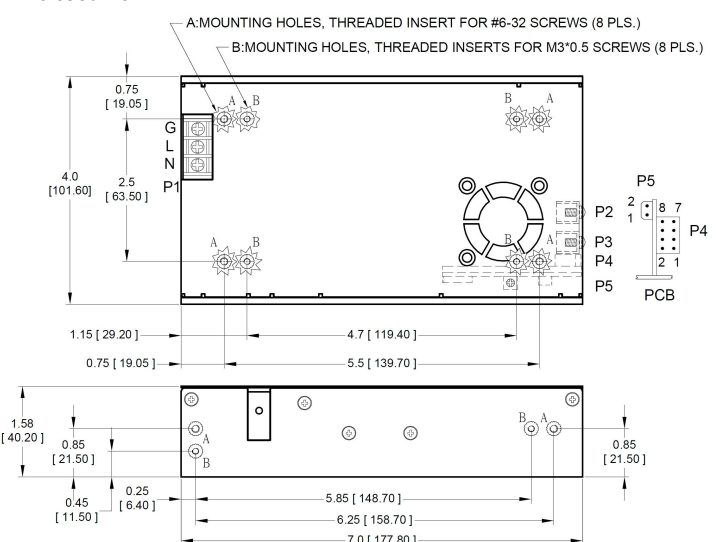 A:MOUNTING HOLES, THREADED INSERT FOR #6-32 SCREWS (8 PLS.)
B:MOUNTING HOLES, THREADED INSERTS FOR M3*0.5 SCREWS (8 PLS.)
0.75
[ 19.05 ]
A B
B A
G
L
N
P1
4.0
[101.60]
2.5
[ 63.50 ]
A B
B A
P2
P3
P4
P5
P5
2
1
8 7
P4
2 1
PCB
1.15 [ 29.20 ]
4.7 [ 119.40 ]
0.75 [ 19.05 ]
5.5 [ 139.70 ]
1.58
[ 40.20 ]
0.85
[ 21.50 ]
A
B
B A
0.85
[ 21.50 ]
0.45
[ 11.50 ]
0.25
[ 6.40 ]
5.85 [ 148.70 ]
6.25 [ 158.70 ]
7.0 [ 177.80 ]